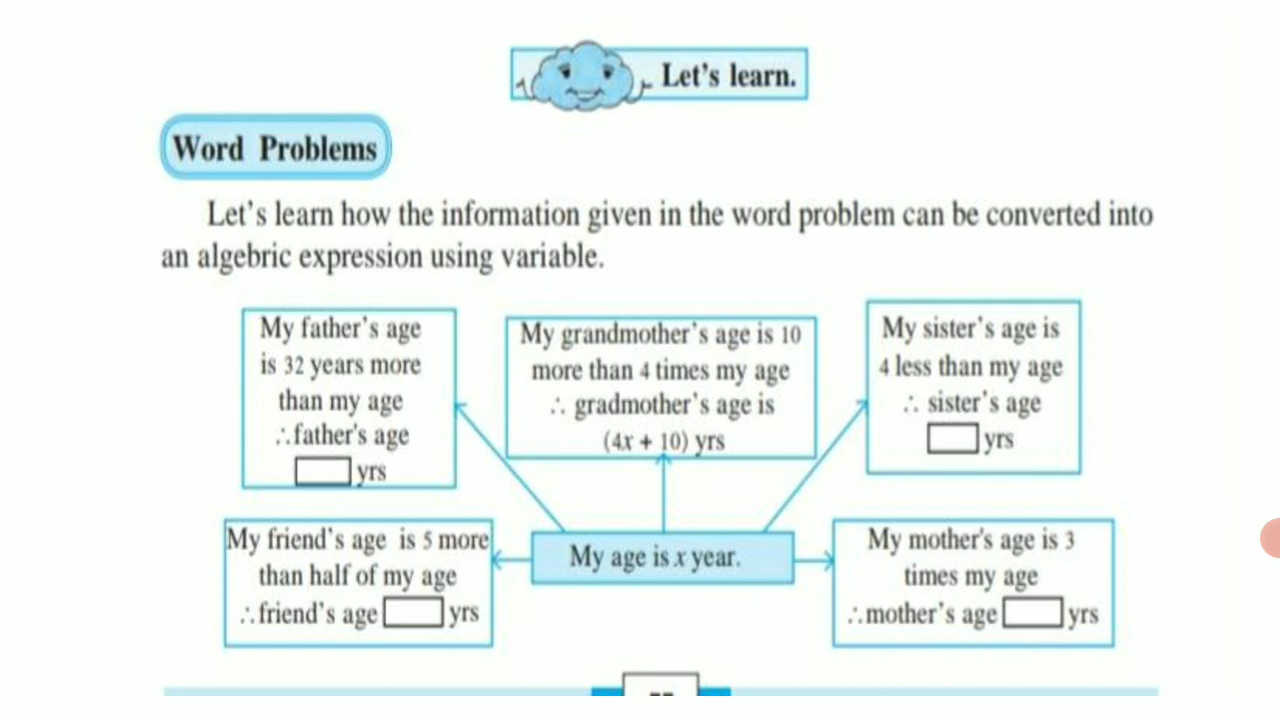 Let's learn.
Word Problems
Let's learn how the information given in the word problem can be converted into
an algebric expression using variable.
My father's age
is 32 years more
than my age
∴father's age
yrs
My grandmother's age is 10
more than 4 times my age
∴ gradmother's age is
(4x + 10) yrs
My sister's age is
4 less than my age
∴ sister's age
yrs
My friend's age is 5 more
than half of my age
∴friend's age yrs
My age is x year.
My mother's age is 3
times my age
∴mother's age yrs